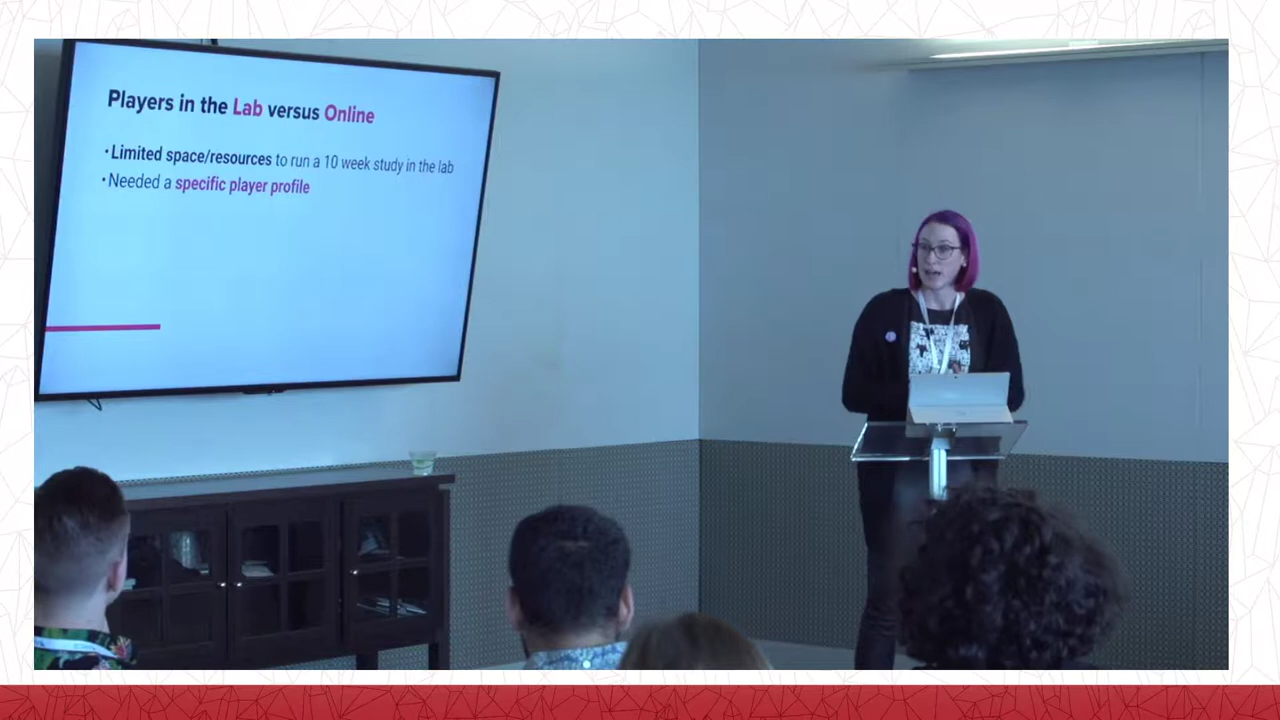 Players in the Lab versus Online
•Limited space/resources to run a 10 week study in the lab
•Needed a specific player profile